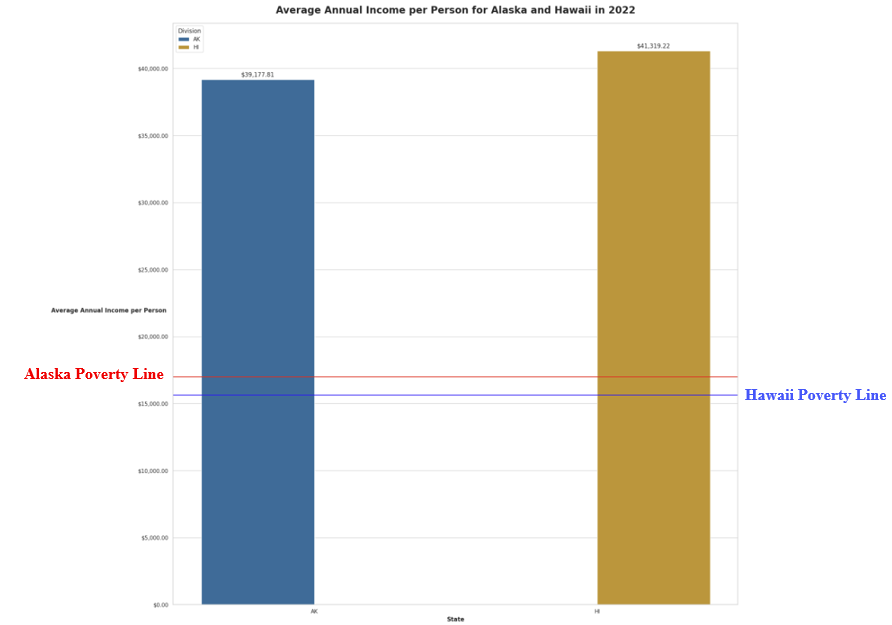 Average Annual Income per Person for Alaska and Hawaii in 2022
Division
AK
HI
$39,177.81
$41,319.22
$40,000.00
$35,000.00
$30,000.00
$25,000.00
Average Annual Income per Person
$20,000.00
Alaska Poverty Line
Hawaii Poverty Line
$15,000.00
$10,000.00
$5,000.00
$0.00
AK
HI
State